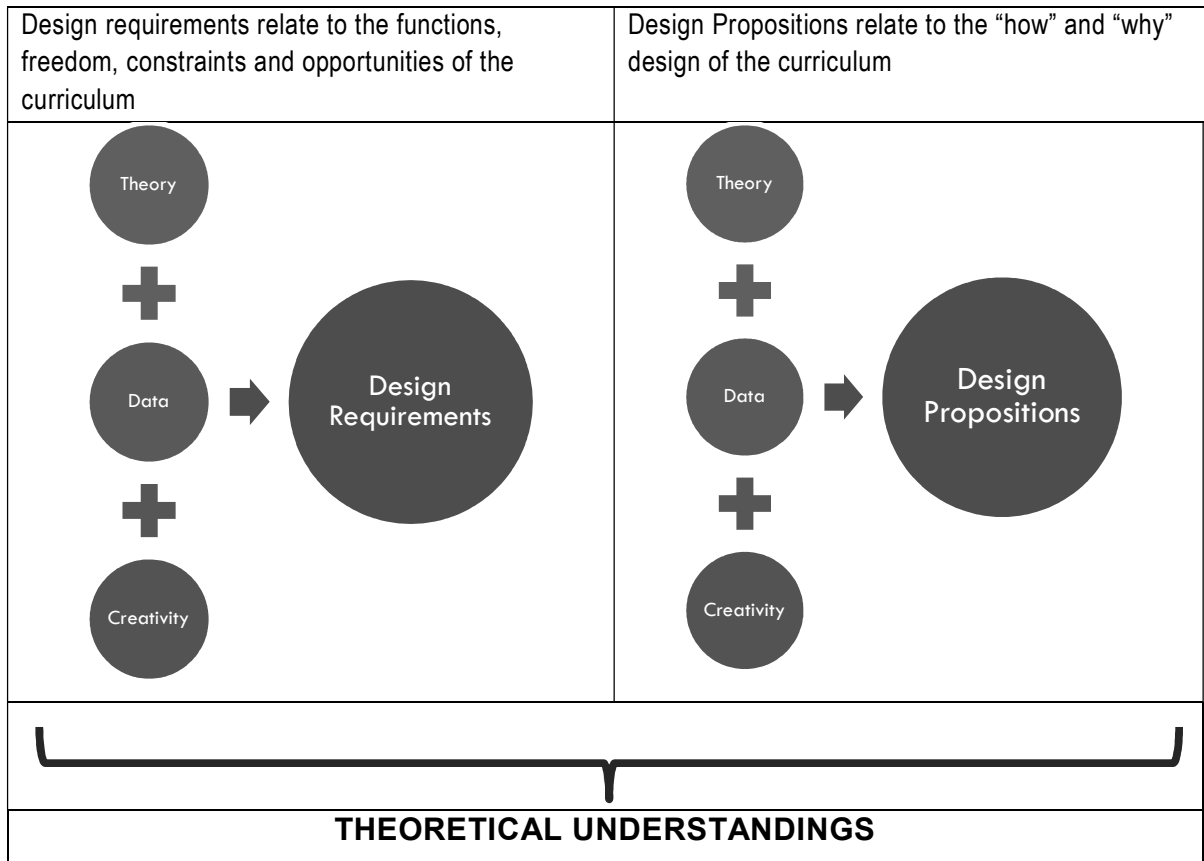 Design requirements relate to the functions,
freedom, constraints and opportunities of the
curriculum
Design Propositions relate to the “how” and “why”
design of the curriculum
Theory
Data
Creativity
Design
Requirements
Theory
Data
Creativity
Design
Propositions
THEORETICAL UNDERSTANDINGS